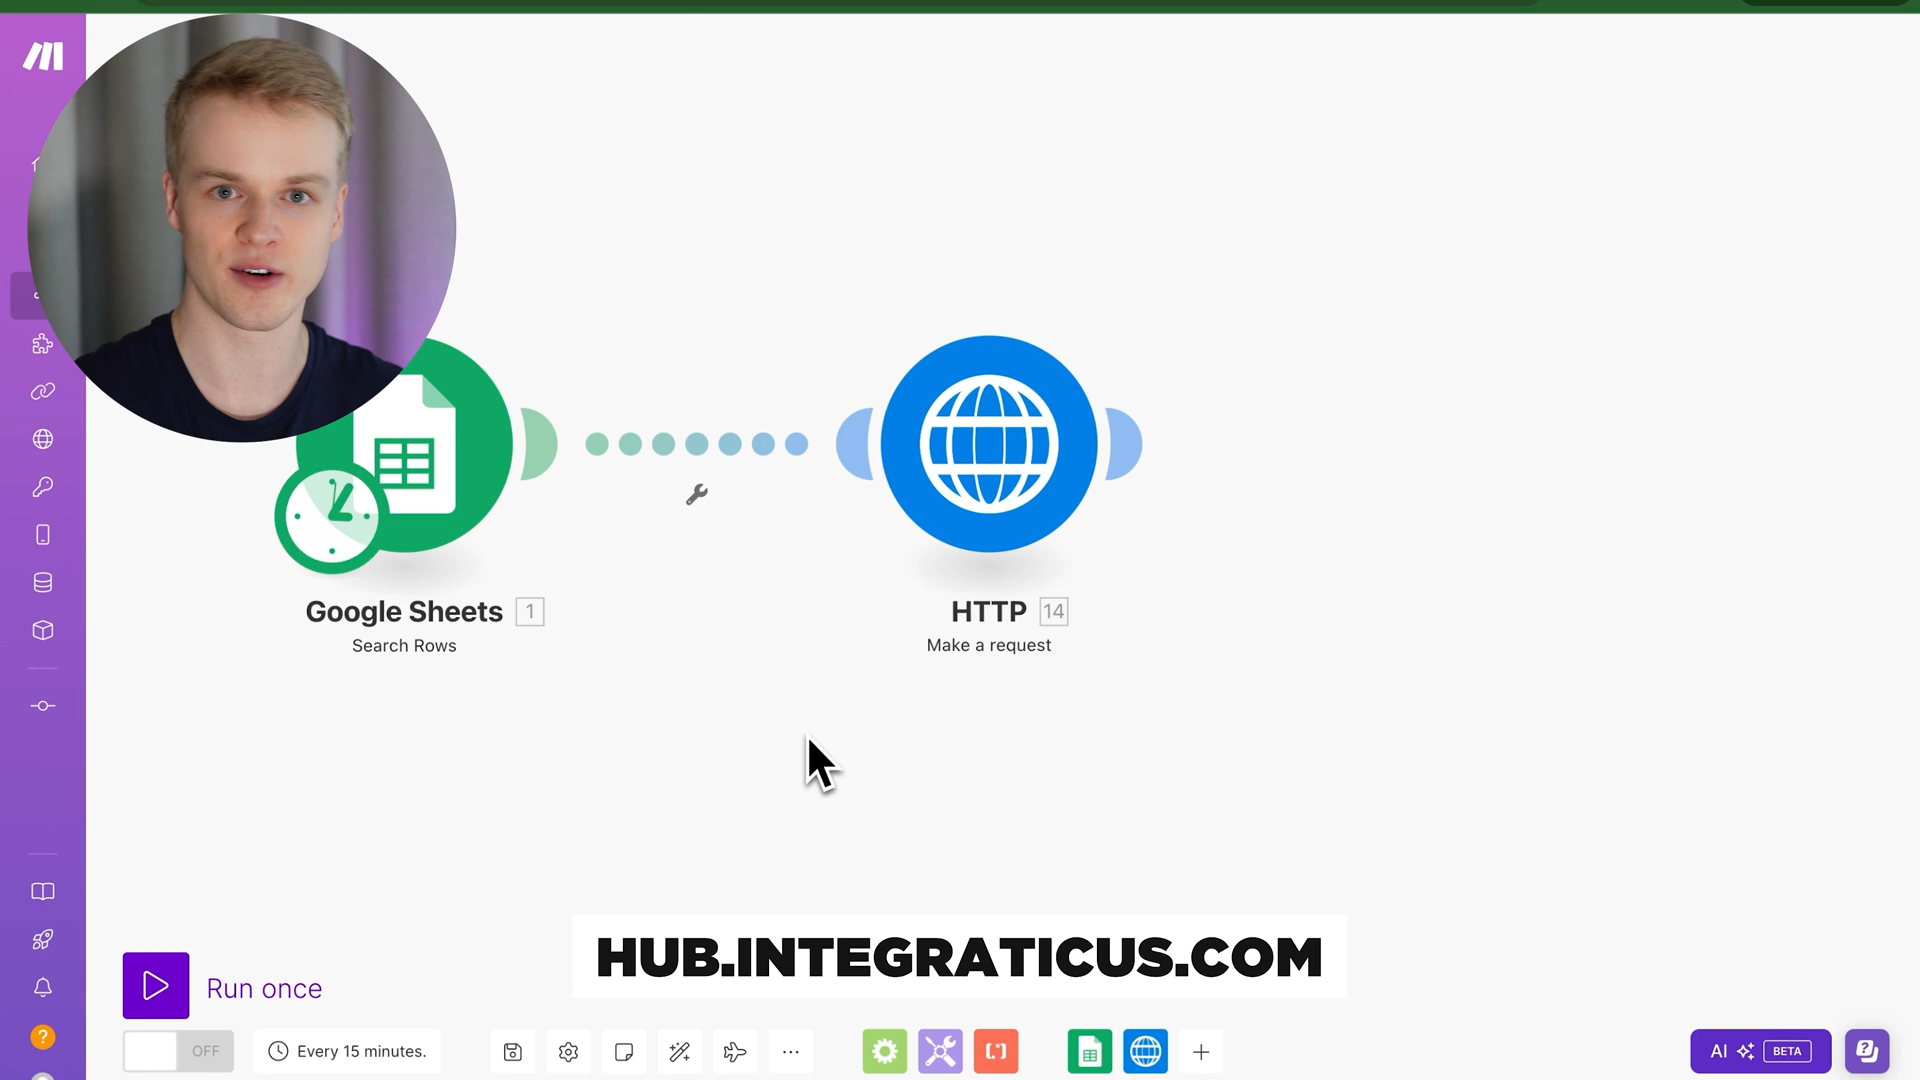 Google Sheets 1
Search Rows
HTTP 14
Make a request
HUB.INTEGRATICUS.COM
Run once
OFF
Every 15 minutes.
AI BETA